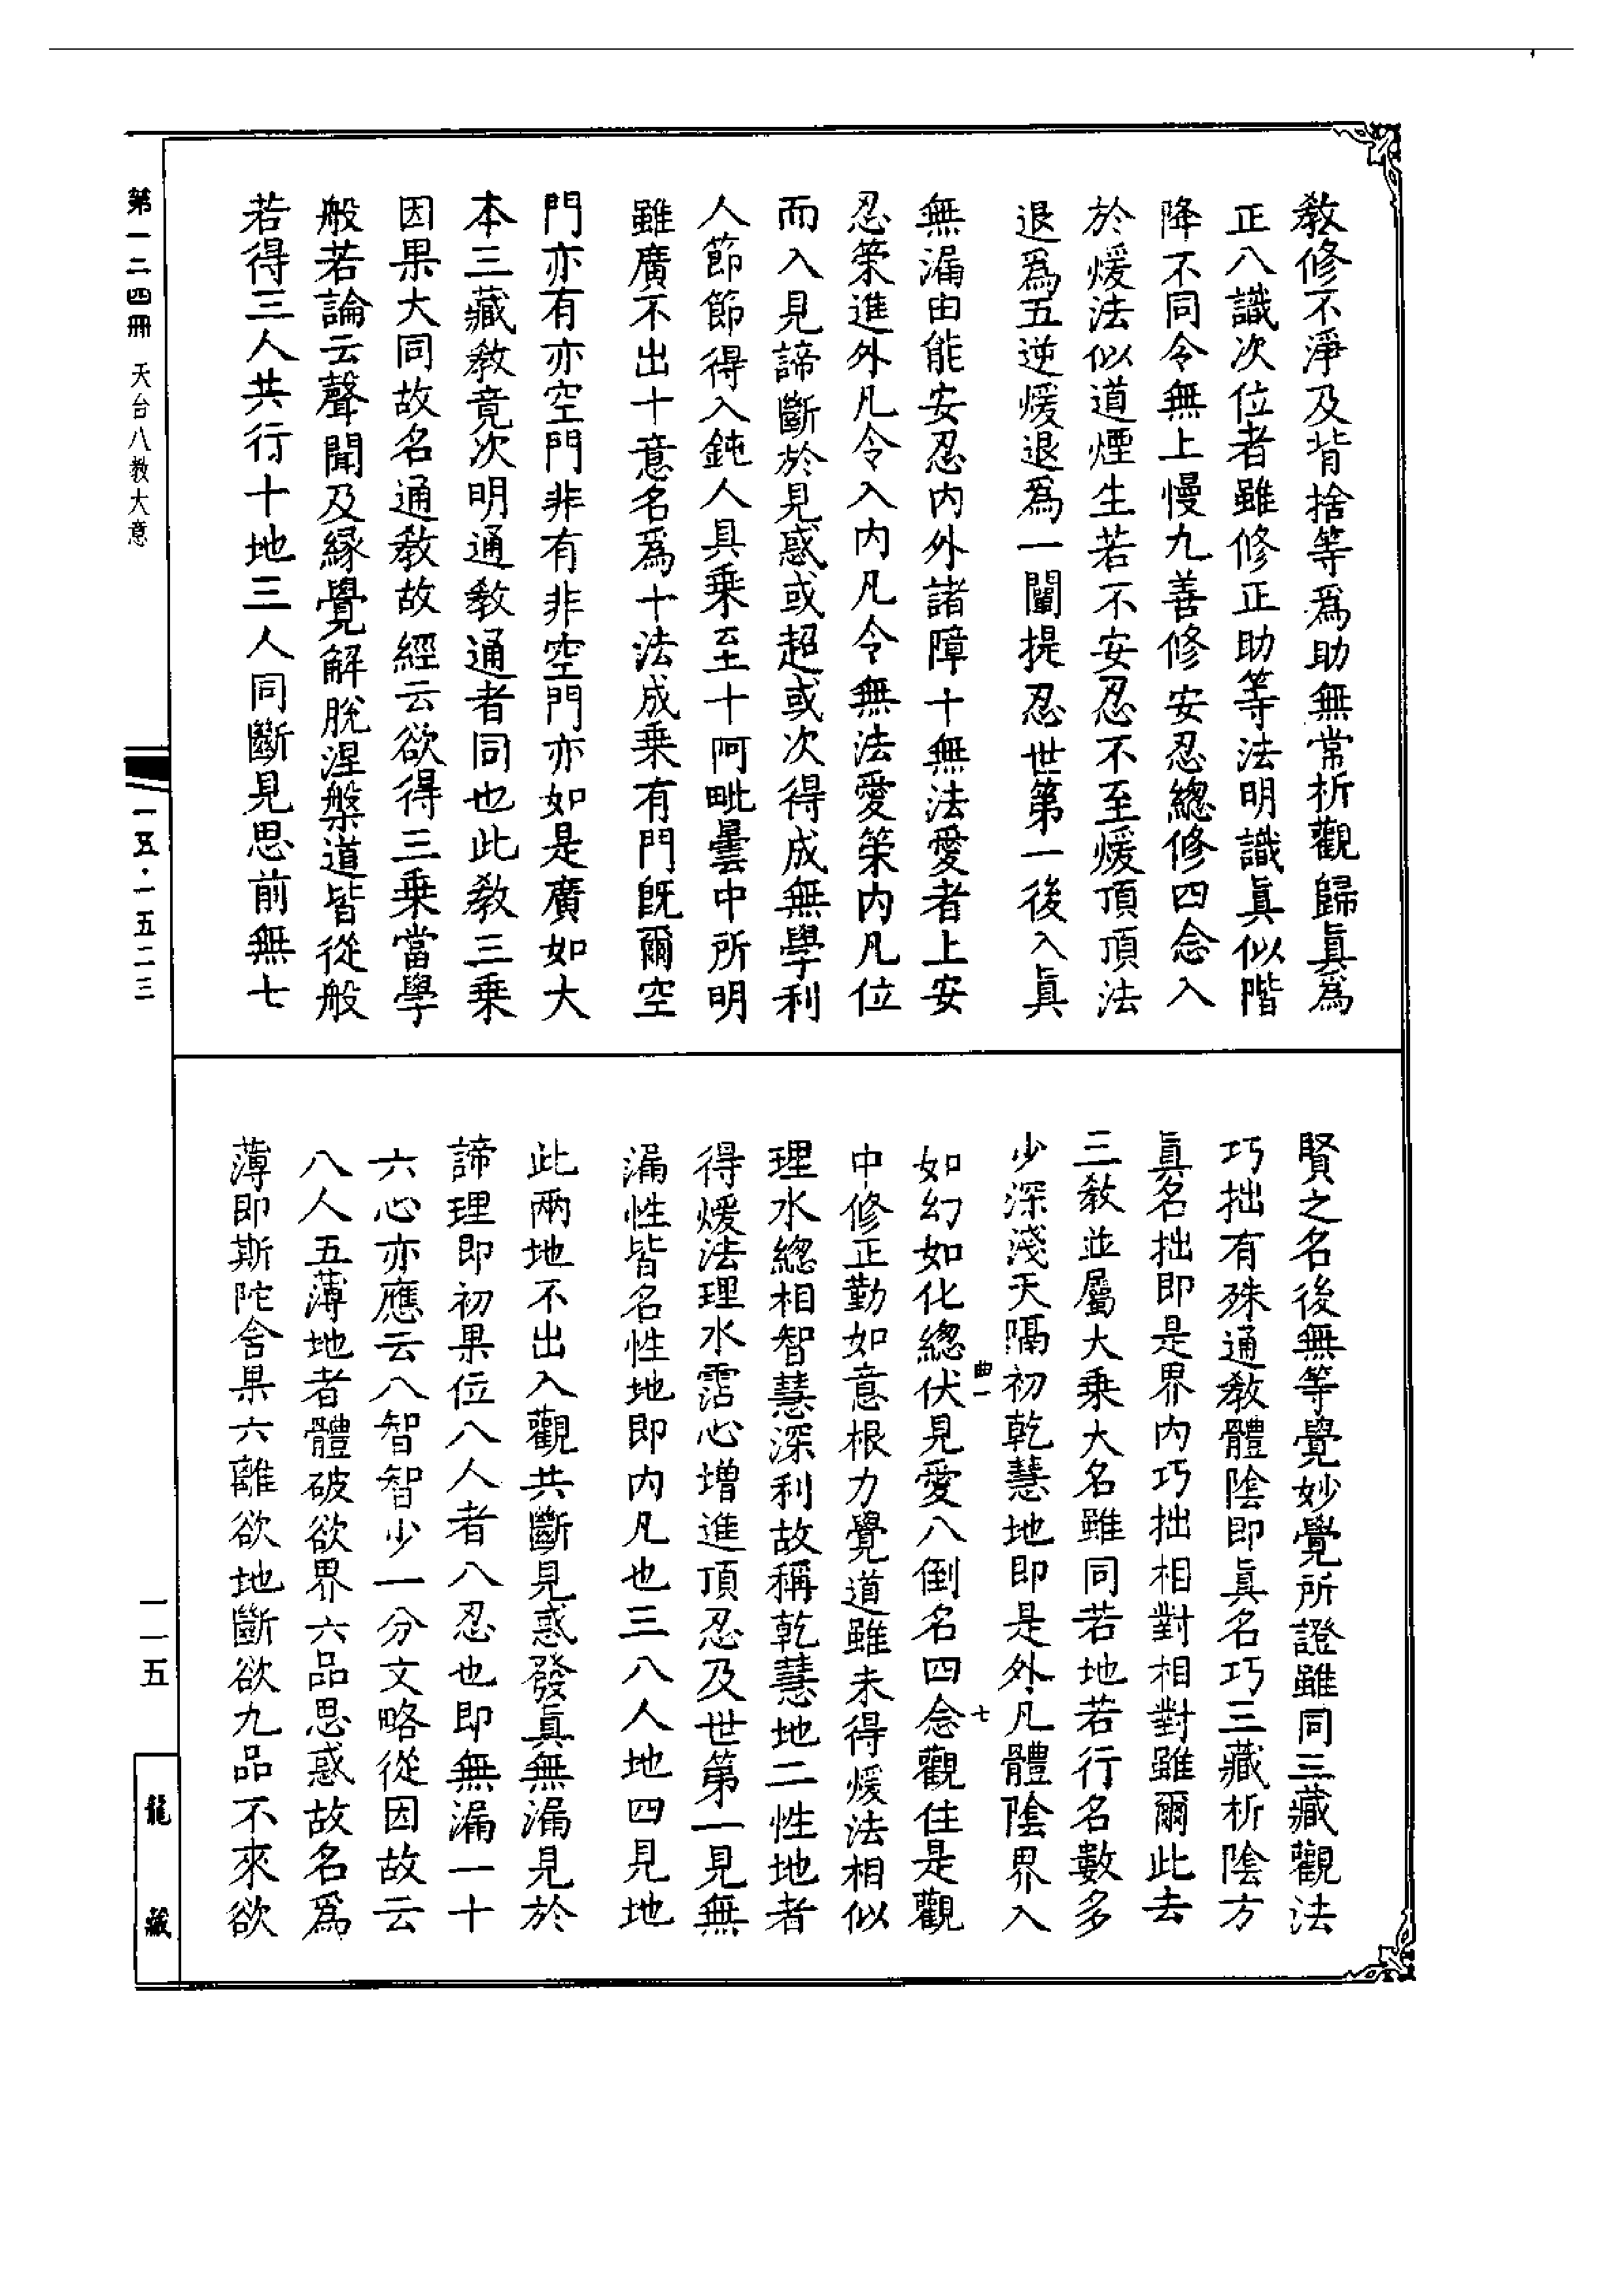 教修不淨及背捨等爲助無常析觀歸眞爲
正八識次位者雖修正助等法明識眞似階
降不同令無上慢九善修安忍總修四念入
於煖法似道煙生若不安忍不至煖頂頂法
退爲五逆煖退爲一闡提忍世第一後入眞
無漏由能安忍内外諸障十無法愛者上安
忍策進外凡令入内凡令無法愛策内凡位
而入見諦斷於見惑或超或次得成無學利
人節節得入鈍人具乘至十阿毗曇中所明
雖廣不出十意名爲十法成乘有門旣爾空
門亦有亦空門非有非空門亦如是廣如大
本三藏教竟次明通教通者同也此教三乘
因果大同故名通教故經云欲得三乘當學
般若論云聲聞及緣覺解脫涅槃道皆從般
若得三人共行十地三人同斷見思前無七
賢之名後無等覺妙覺所證雖同三藏觀法
巧拙有殊通教體陰即眞名巧三藏析陰方
眞名拙即是界内巧拙相對相對雖爾此去
三教並屬大乘大名雖同若地若行名數多
少深淺天隔初乾慧地即是外凡體陰界入
如幻如化總伏見愛八倒名四念觀住是觀
曲一
七
中修正勤如意根力覺道雖未得煖法相似
理水總相智慧深利故稱乾慧地二性地者
得煖法理水霑心增進頂忍及世第一見無
漏性皆名性地即内凡也三八人地四見地
此兩地不出入觀共斷見惑發眞無漏見於
諦理即初果位八人者八忍也即無漏一十
六心亦應云八智智少一分文略從因故云
八人五薄地者體破欲界六品思惑故名爲
薄即斯陀含果六離欲地斷欲九品不來欲
第一二四冊 天台八教大意
一五·一五二三
一一五
龍藏